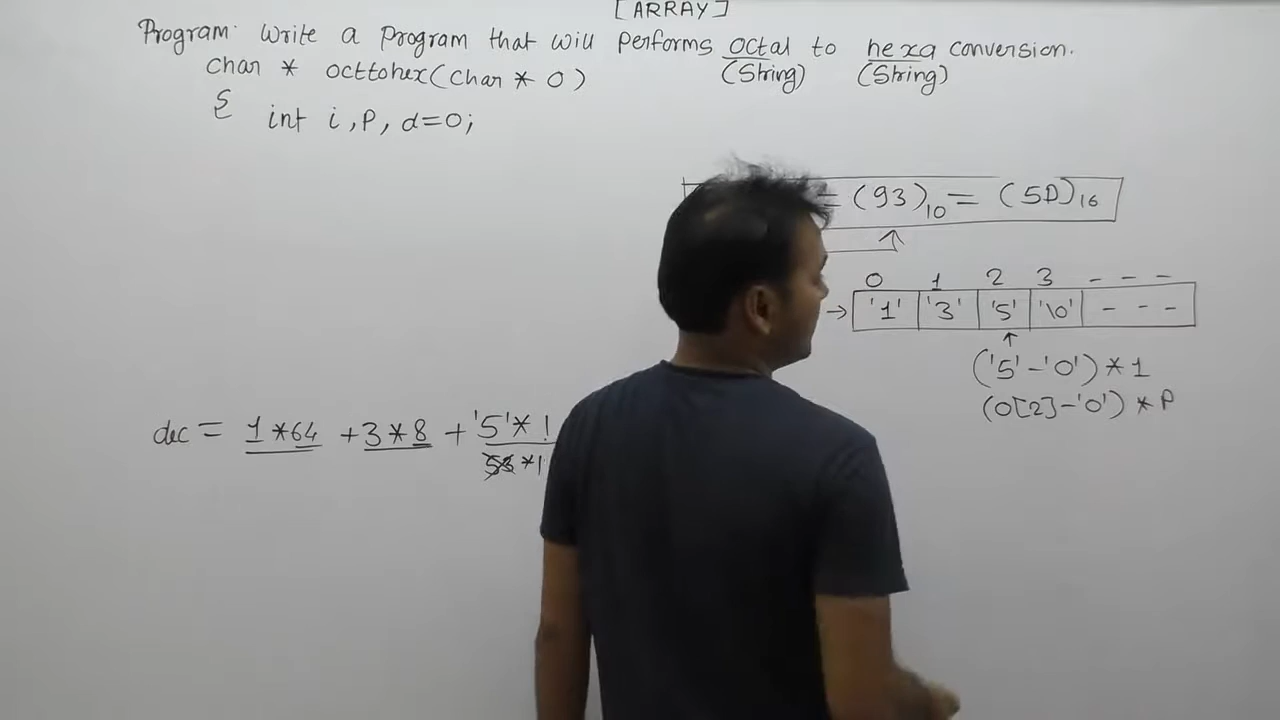 [ARRAY]
Program: Write a program that will performs octal to hexa conversion.
(String) (String)
char * octtohex(char * O)
{ int i, p, d=0;
= (93)10 = (5D)16
0 1 2 3 - - -
→ '1' '3' '5' '\0' - - -
('5'-'0') * 1
(O[2]-'0') * p
dec = 1*64 + 3*8 + '5'*1
53 *1